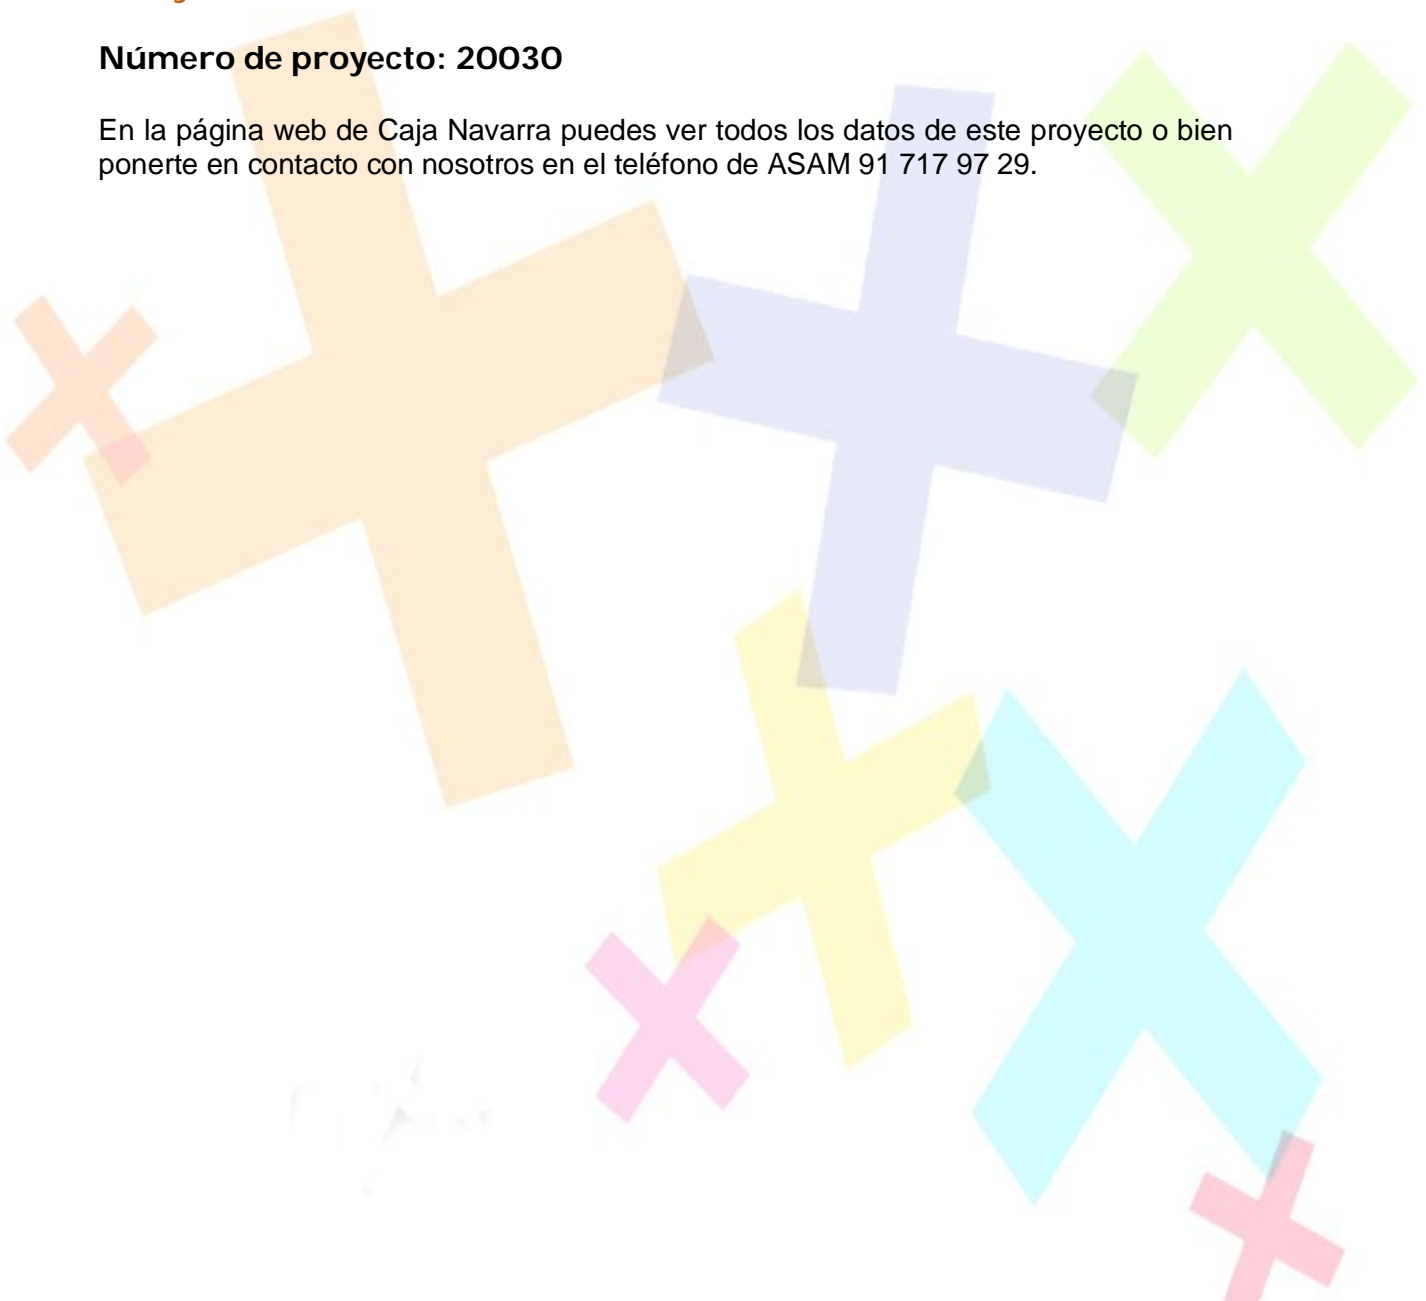 Número de proyecto: 20030
En la página web de Caja Navarra puedes ver todos los datos de este proyecto o bien
ponerte en contacto con nosotros en el teléfono de ASAM 91 717 97 29.